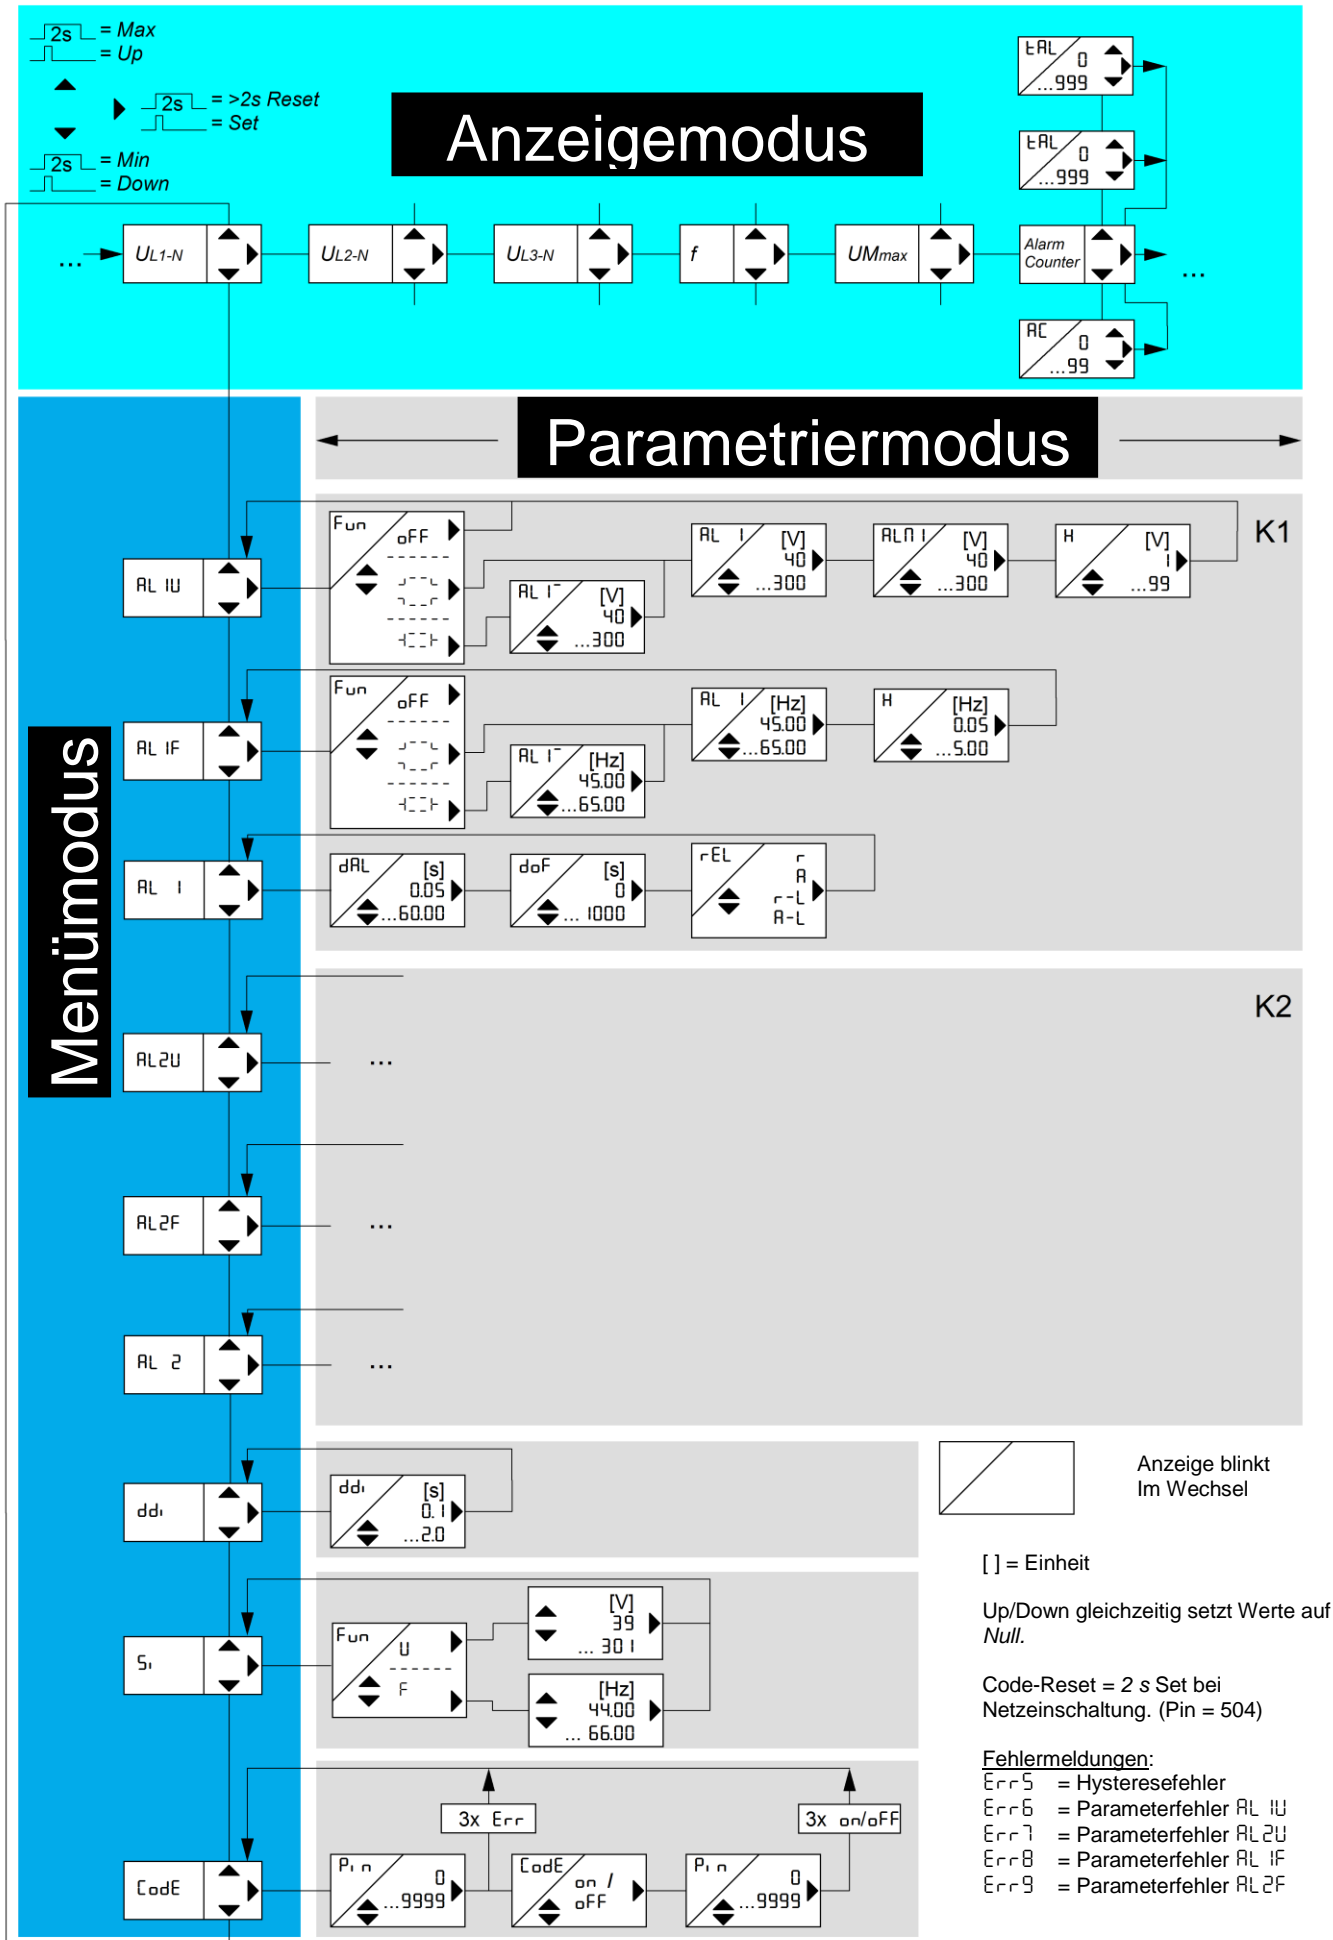 2s = Max
= Up
2s = >2s Reset
= Set
2s = Min
= Down
Anzeigemodus
tAL
0
...999
tAL
0
...999
... UL1-N
UL2-N
UL3-N
f
UMmax
Alarm
Counter
...
AC
0
...99
Parametriermodus
Menümodus
K1
AL 1U
Fun
oFF
AL1¯
[V]
40
...300
AL 1
[V]
40
...300
ALM1
[V]
40
...300
H
[V]
1
...99
AL 1F
Fun
oFF
AL1¯
[Hz]
45.00
...65.00
AL 1
[Hz]
45.00
...65.00
H
[Hz]
0.05
...5.00
AL 1
dAL
[s]
0.05
...60.00
doF
[s]
0
... 1000
rEL
r
A
r-L
A-L
K2
AL2U
...
AL2F
...
AL 2
...
ddi
ddi
[s]
0.1
...2.0
Anzeige blinkt
Im Wechsel
[ ] = Einheit
Up/Down gleichzeitig setzt Werte auf
Null.
Code-Reset = 2 s Set bei
Netzeinschaltung. (Pin = 504)
Si
Fun
U
F
[V]
39
... 301
[Hz]
44.00
... 66.00
Fehlermeldungen:
Err5 = Hysteresefehler
Err6 = Parameterfehler AL 1U
Err7 = Parameterfehler AL2U
Err8 = Parameterfehler AL 1F
Err9 = Parameterfehler AL2F
3x Err
3x on/oFF
CodE
Pin
0
...9999
CodE
on /
oFF
Pin
0
...9999